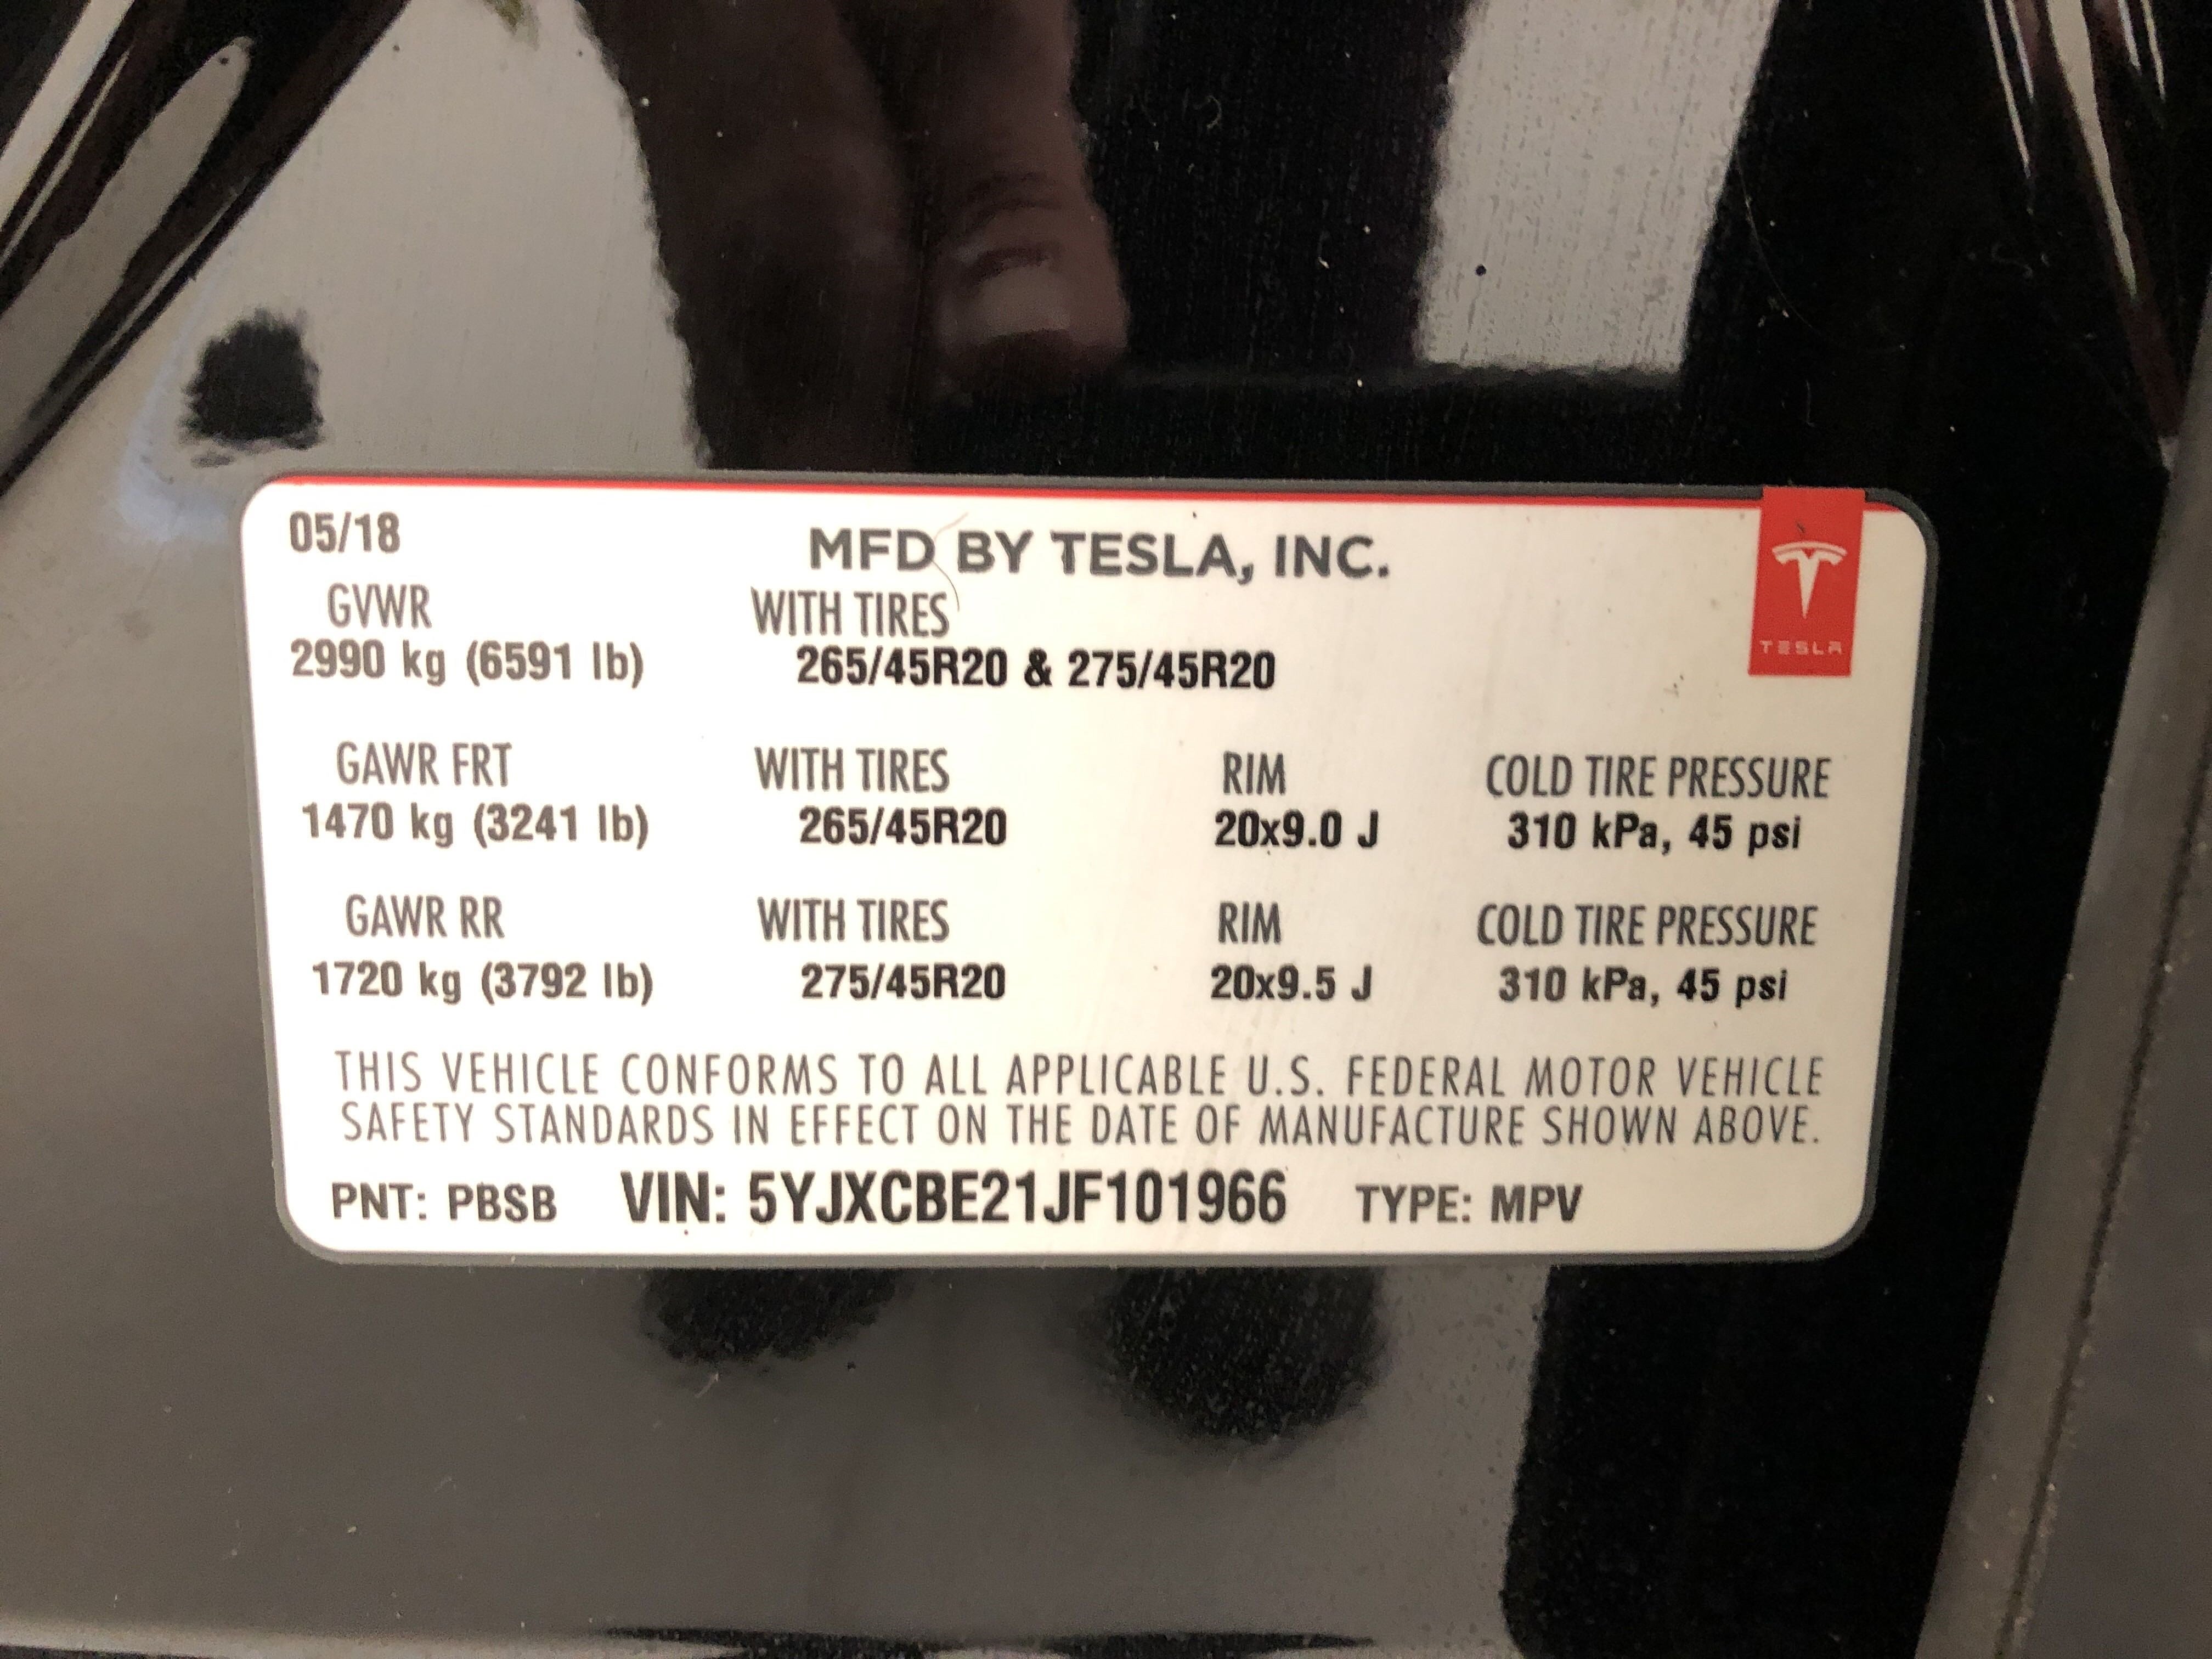 05/18
MFD BY TESLA, INC.
TESLA
GVWR WITH TIRES
2990 kg (6591 lb) 265/45R20 & 275/45R20
GAWR FRT WITH TIRES RIM COLD TIRE PRESSURE
1470 kg (3241 lb) 265/45R20 20x9.0 J 310 kPa, 45 psi
GAWR RR WITH TIRES RIM COLD TIRE PRESSURE
1720 kg (3792 lb) 275/45R20 20x9.5 J 310 kPa, 45 psi
THIS VEHICLE CONFORMS TO ALL APPLICABLE U.S. FEDERAL MOTOR VEHICLE
SAFETY STANDARDS IN EFFECT ON THE DATE OF MANUFACTURE SHOWN ABOVE.
PNT: PBSB VIN: 5YJXCBE21JF101966 TYPE: MPV